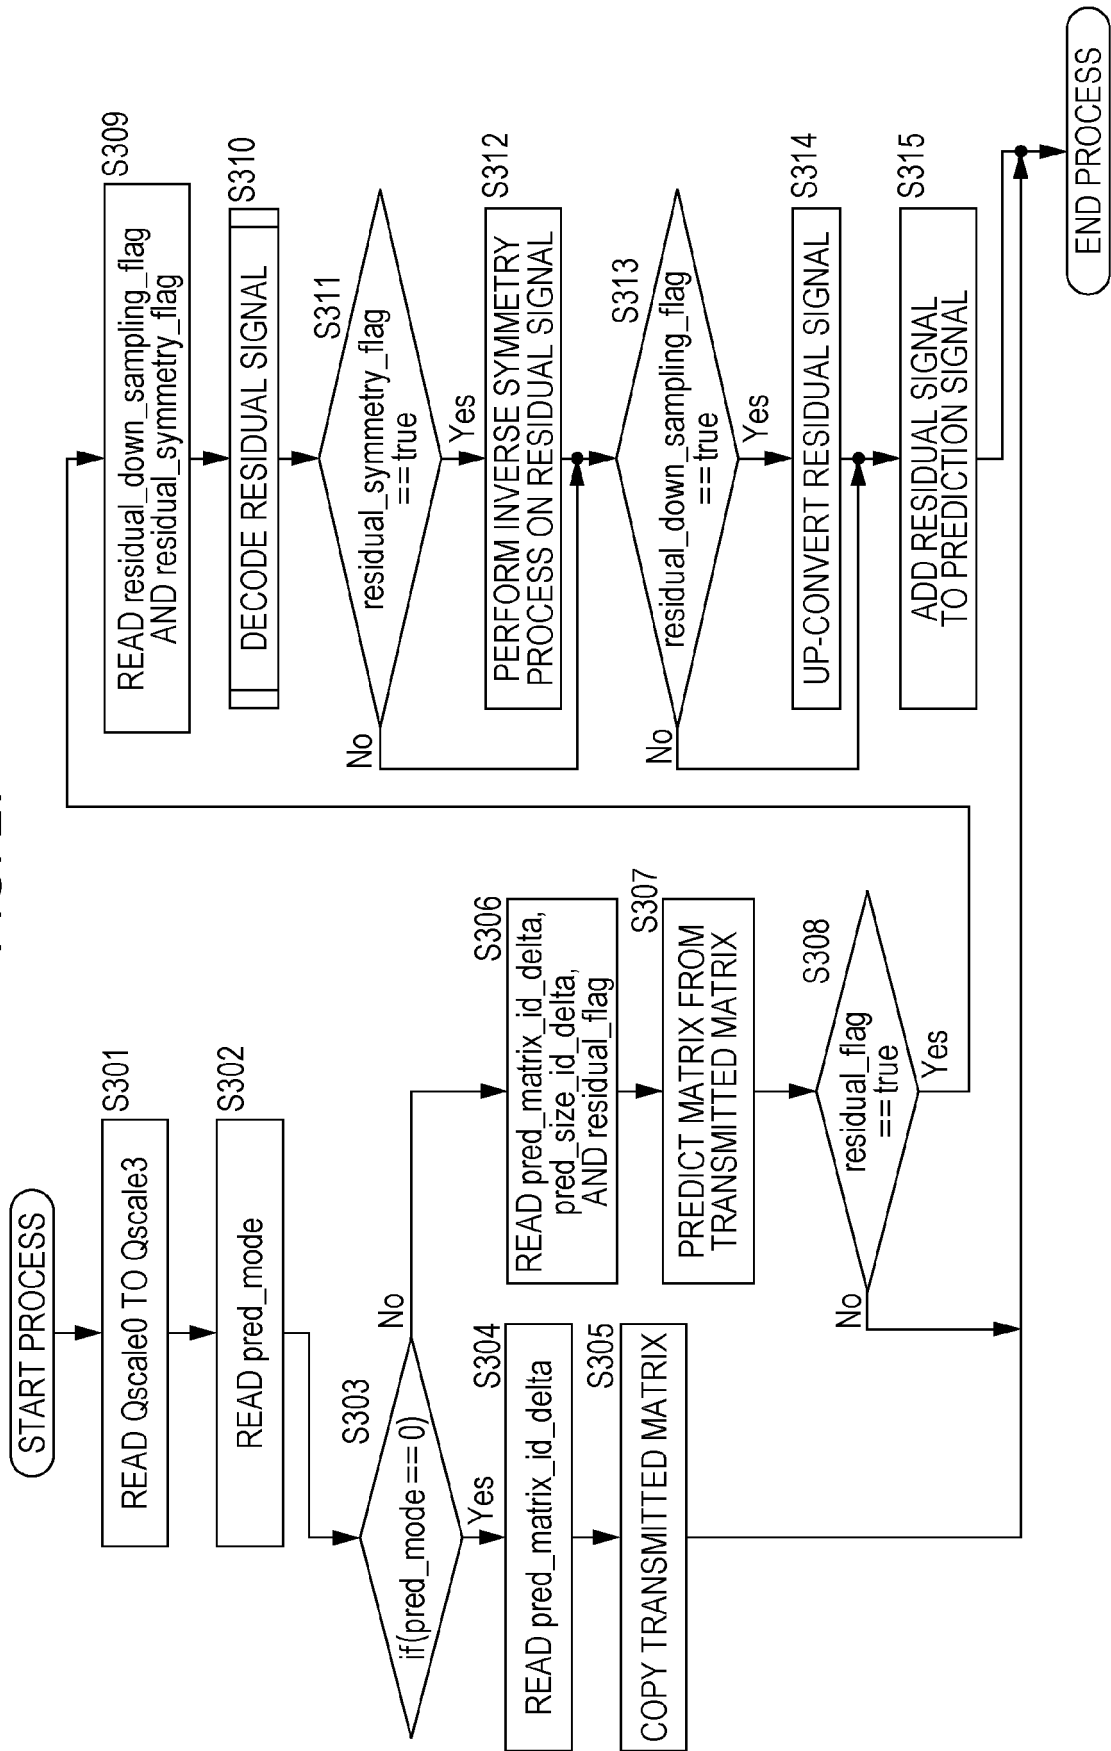 START PROCESS
S301
READ Qscale0 TO Qscale3
S302
READ pred_mode
S303
if(pred_mode == 0)
Yes
No
S304
READ pred_matrix_id_delta
S305
COPY TRANSMITTED MATRIX
S306
READ pred_matrix_id_delta,
pred_size_id_delta,
AND residual_flag
S307
PREDICT MATRIX FROM
TRANSMITTED MATRIX
S308
residual_flag
== true
No
Yes
S309
READ residual_down_sampling_flag
AND residual_symmetry_flag
S310
DECODE RESIDUAL SIGNAL
S311
residual_symmetry_flag
== true
No
Yes
S312
PERFORM INVERSE SYMMETRY
PROCESS ON RESIDUAL SIGNAL
S313
residual_down_sampling_flag
== true
No
Yes
S314
UP-CONVERT RESIDUAL SIGNAL
S315
ADD RESIDUAL SIGNAL
TO PREDICTION SIGNAL
END PROCESS